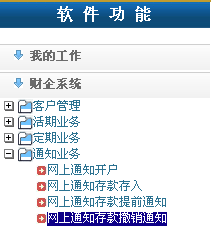 软件功能
我的工作
财企系统
客户管理
活期业务
定期业务
通知业务
网上通知开户
网上通知存款存入
网上通知存款提前通知
网上通知存款撤销通知